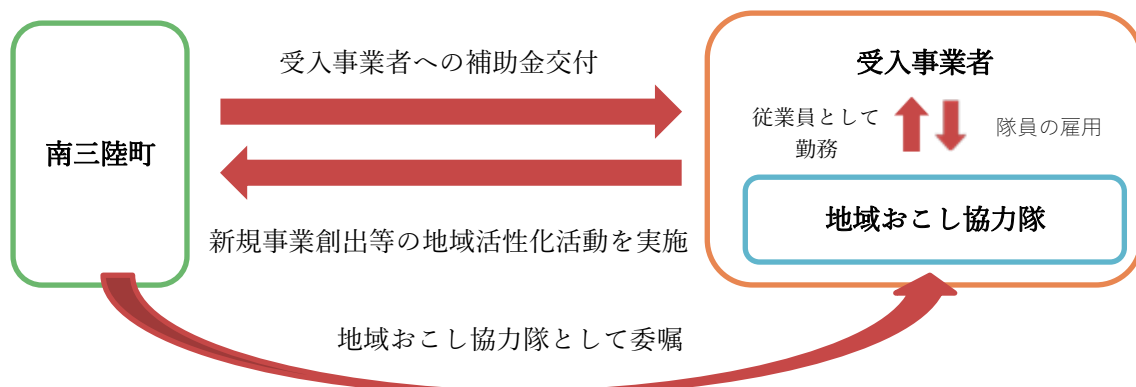 南三陸町
受入事業者への補助金交付
新規事業創出等の地域活性化活動を実施
地域おこし協力隊として委嘱
受入事業者
従業員として
勤務
隊員の雇用
地域おこし協力隊